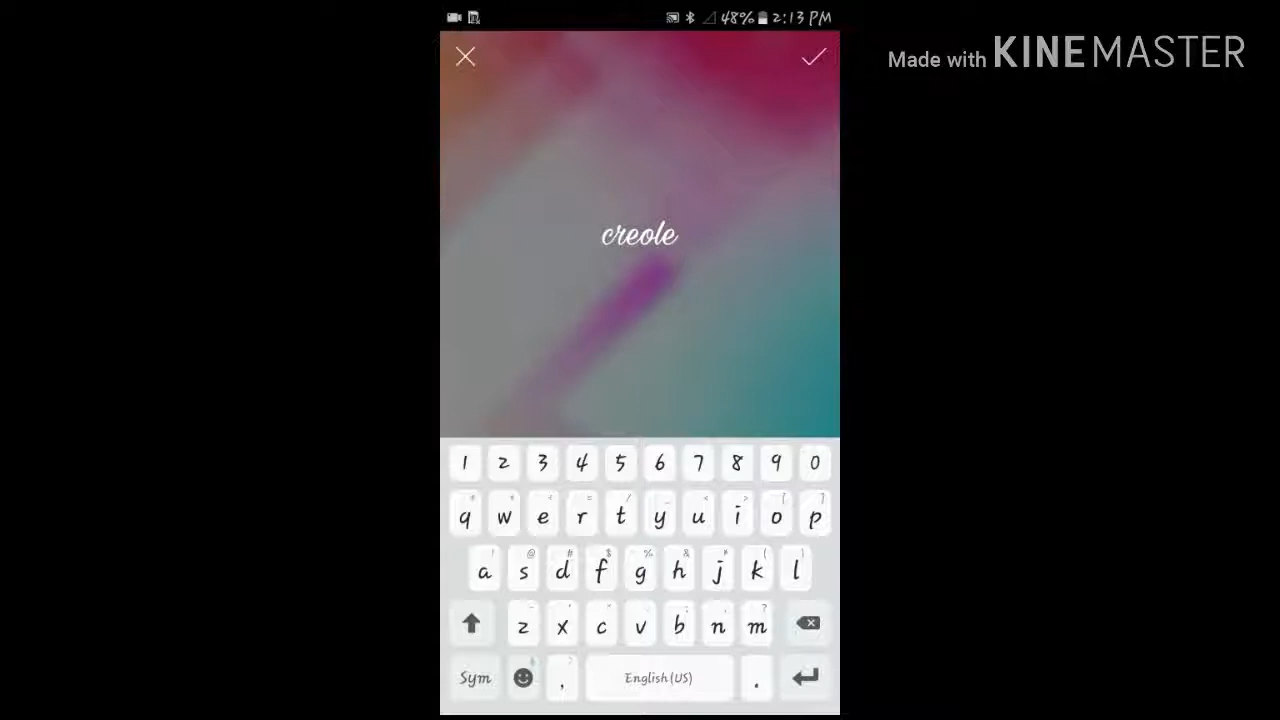 48% 2:13 PM
Made with KINEMASTER
creole
1 2 3 4 5 6 7 8 9 0
q w e r t y u i o p
a s d f g h j k l
z x c v b n m
Sym , English (US) .